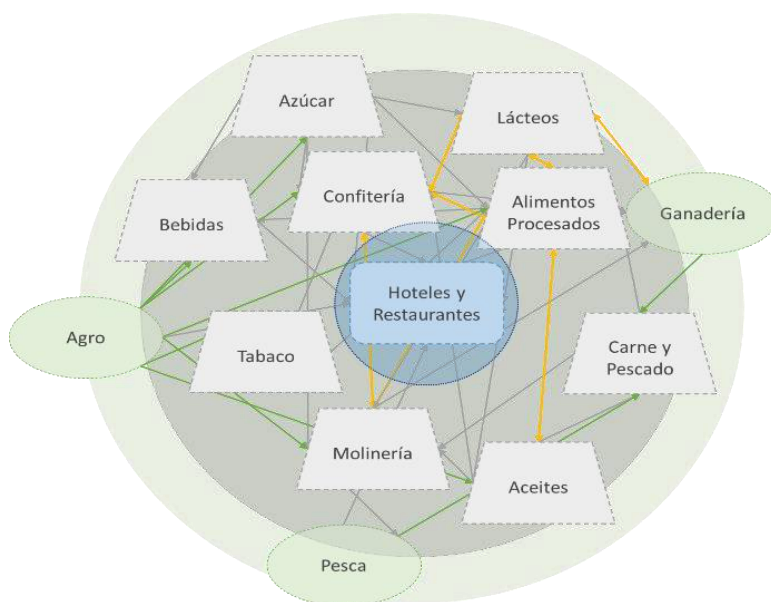 Azúcar
Lácteos
Confitería
Alimentos
Procesados
Bebidas
Ganadería
Hoteles y
Restaurantes
Agro
Tabaco
Carne y
Pescado
Molinería
Aceites
Pesca